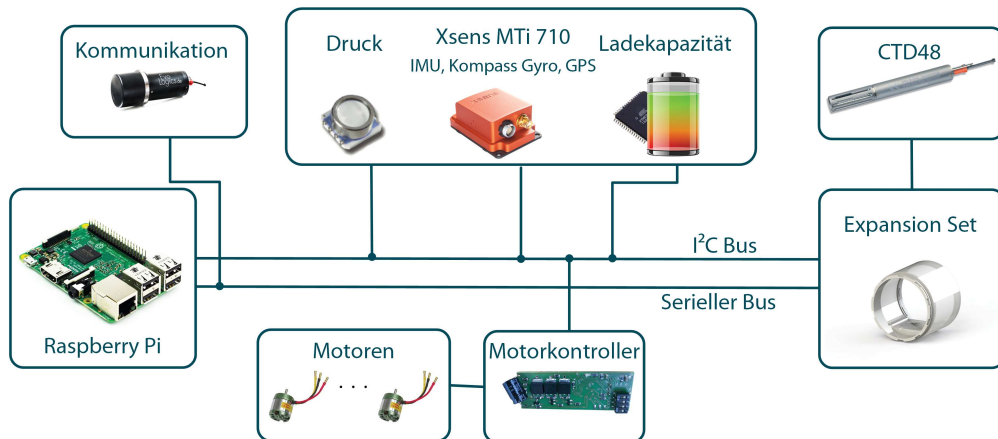 Kommunikation
Druck
Xsens MTi 710
IMU, Kompass Gyro, GPS
Ladekapazität
CTD48
Raspberry Pi
I²C Bus
Serieller Bus
Expansion Set
Motoren
. . .
Motorkontroller